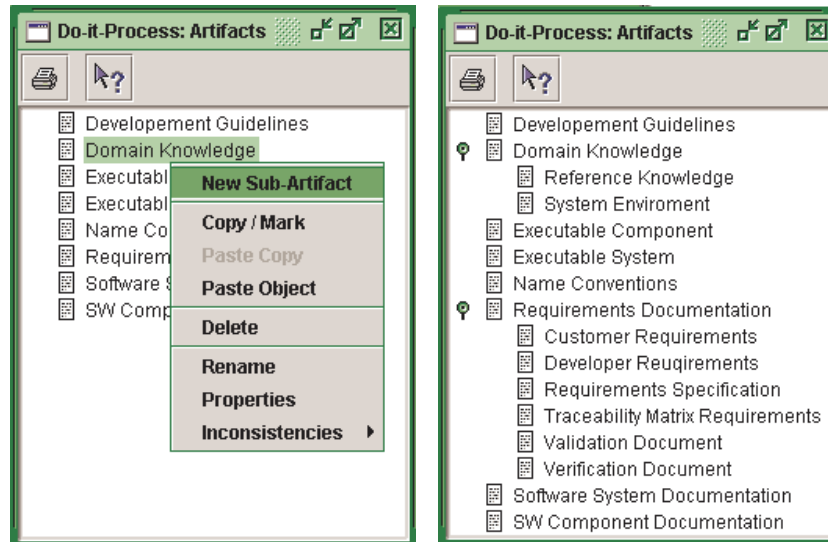 Do-it-Process: Artifacts
?
Developement Guidelines
Domain Knowledge
Executabl
Executabl
Name Co
Requirem
Software
SW Comp
New Sub-Artifact
Copy / Mark
Paste Copy
Paste Object
Delete
Rename
Properties
Inconsistencies
Do-it-Process: Artifacts
?
Developement Guidelines
Domain Knowledge
Reference Knowledge
System Enviroment
Executable Component
Executable System
Name Conventions
Requirements Documentation
Customer Requirements
Developer Reuqirements
Requirements Specification
Traceability Matrix Requirements
Validation Document
Verification Document
Software System Documentation
SW Component Documentation